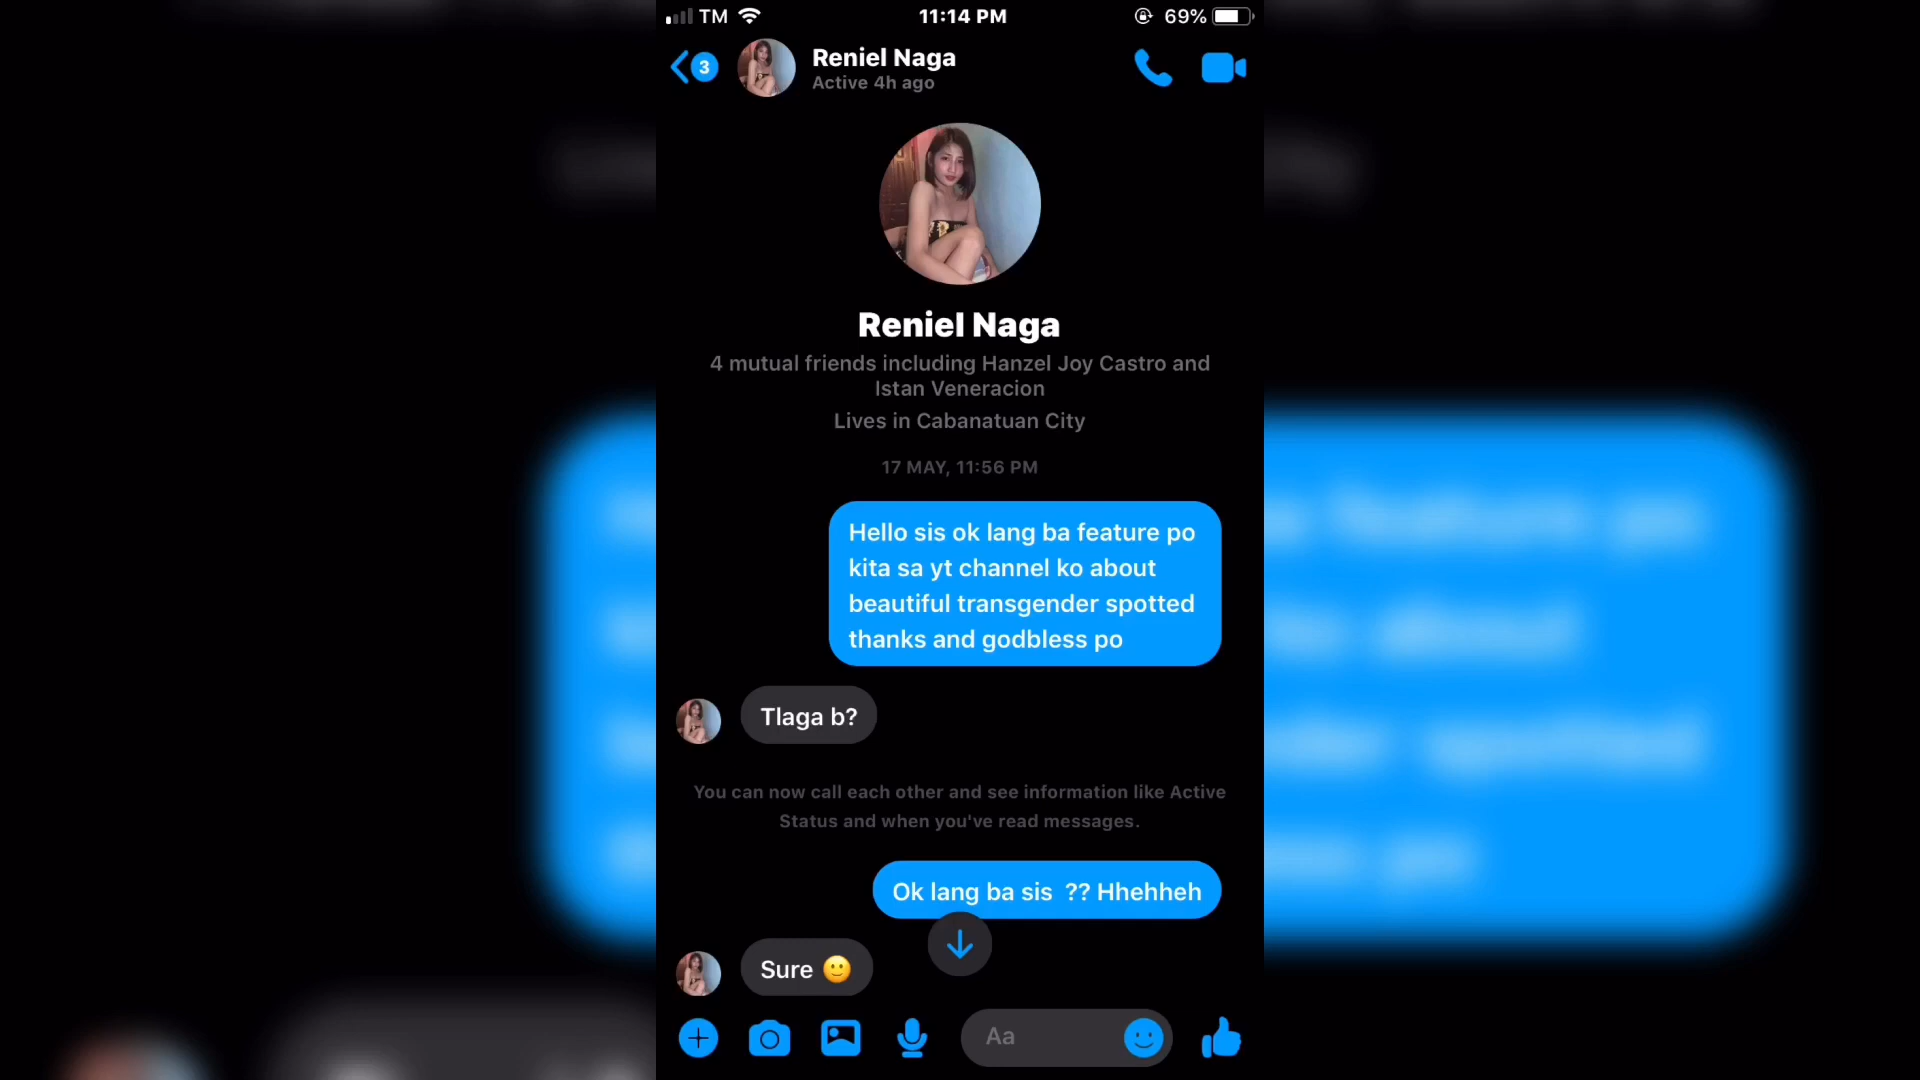 TM
11:14 PM
69%
3
Reniel Naga
Active 4h ago
Reniel Naga
4 mutual friends including Hanzel Joy Castro and
Istan Veneracion
Lives in Cabanatuan City
17 MAY, 11:56 PM
Hello sis ok lang ba feature po
kita sa yt channel ko about
beautiful transgender spotted
thanks and godbless po
Tlaga b?
You can now call each other and see information like Active
Status and when you've read messages.
Ok lang ba sis  ?? Hhehheh
Sure 🙂
Aa